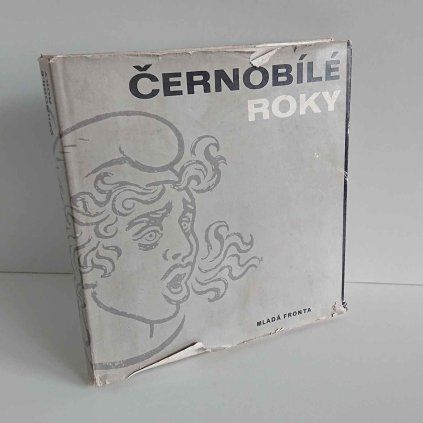 ČERNOBÍLÉ
ROKY
MLADÁ FRONTA